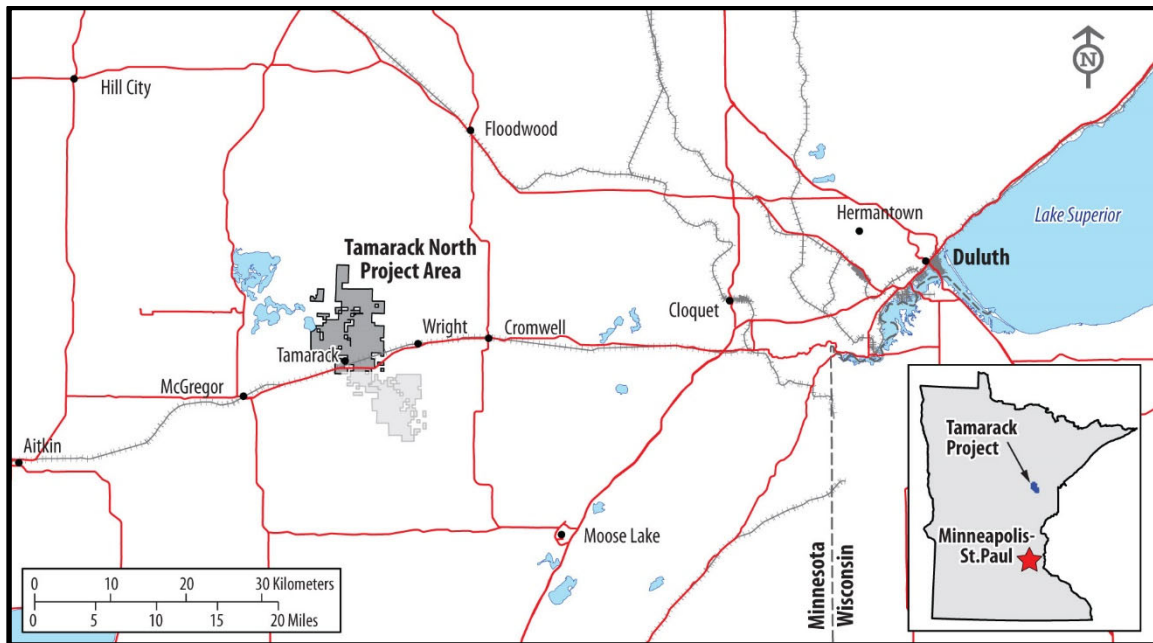 Hill City
N
Floodwood
Lake Superior
Hermantown
Duluth
Tamarack North
Project Area
Cloquet
Wright
Cromwell
Tamarack
McGregor
Aitkin
Moose Lake
Minnesota
Wisconsin
0 10 20 30 Kilometers
0 5 10 15 20 Miles
Tamarack
Project
Minneapolis-
St.Paul